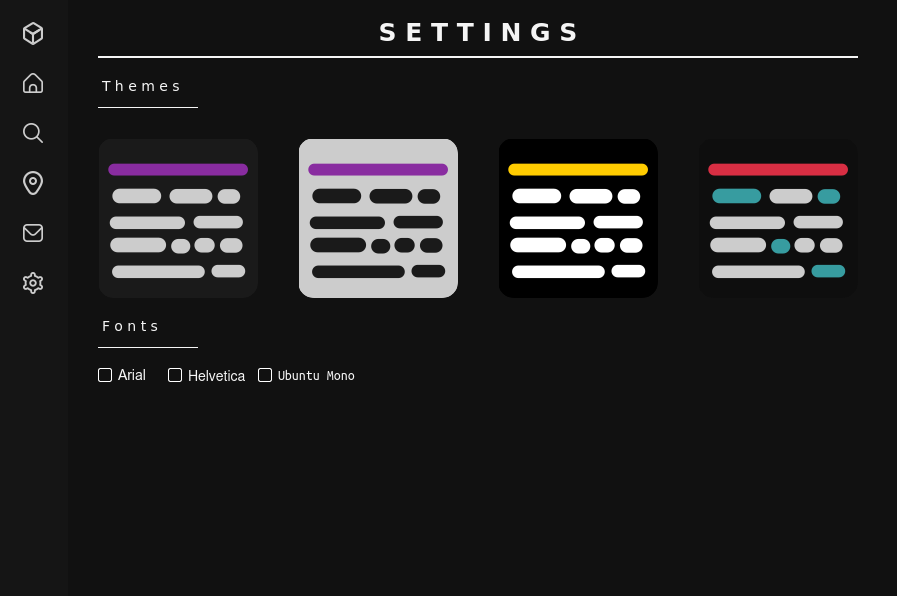 SETTINGS
Themes
Fonts
Arial Helvetica Ubuntu Mono